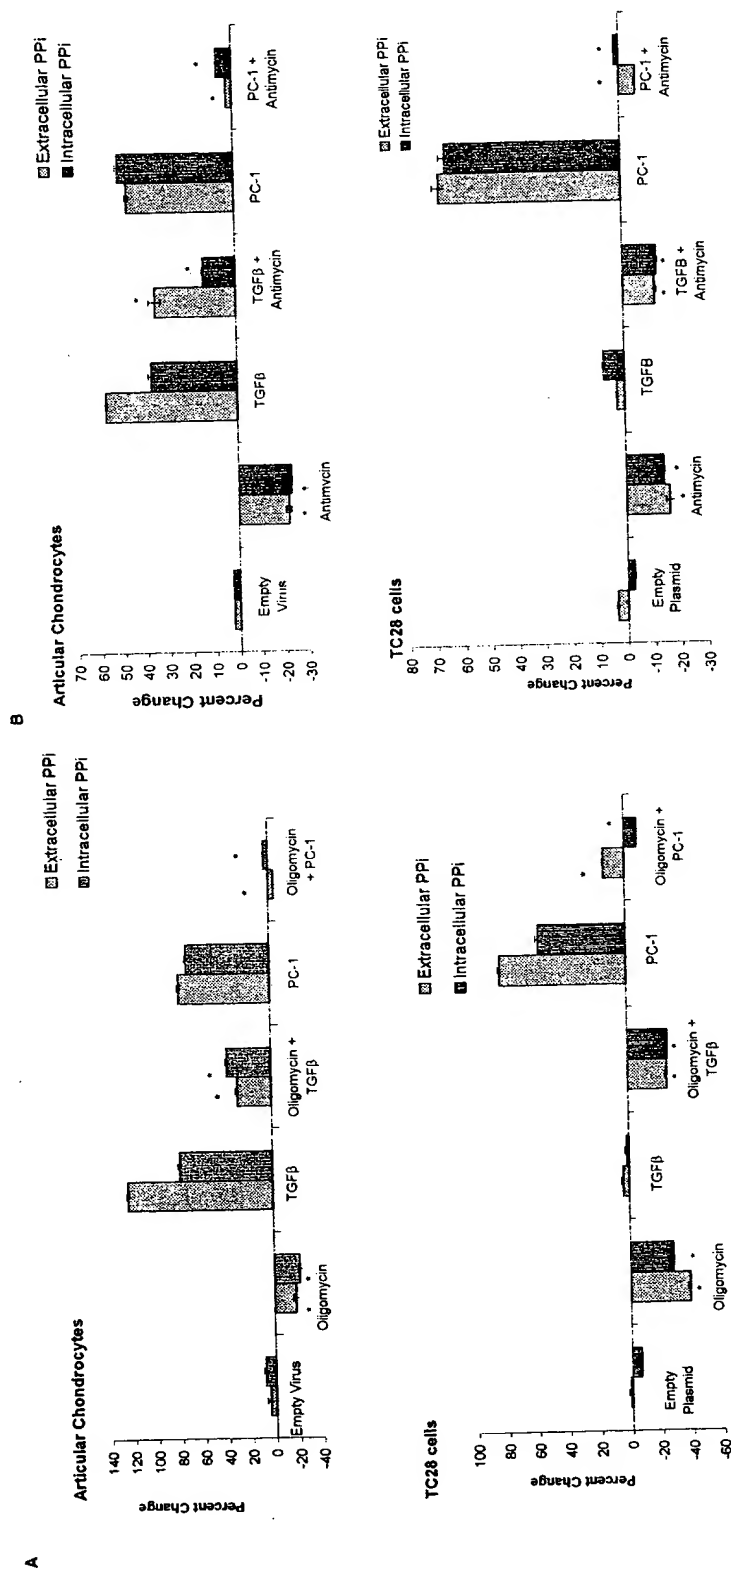 A
Articular Chondrocytes
Extracellular PPi
Intracellular PPi
Percent Change
140
120
100
80
60
40
20
0
-20
-40
Empty Virus
Oligomycin
TGFβ
Oligomycin +
TGFβ
PC-1
Oligomycin
+ PC-1
TC28 cells
Extracellular PPi
Intracellular PPi
Percent Change
100
80
60
40
20
0
-20
-40
-60
Empty
Plasmid
Oligomycin
TGFβ
Oligomycin +
TGFβ
PC-1
Oligomycin +
PC-1
B
Articular Chondrocytes
Extracellular PPi
Intracellular PPi
Percent Change
70
60
50
40
30
20
10
0
-10
-20
-30
Empty
Virus
Antimycin
TGFβ
TGFβ +
Antimycin
PC-1
PC-1 +
Antimycin
TC28 cells
Extracellular PPi
Intracellular PPi
Percent Change
80
70
60
50
40
30
20
10
0
-10
-20
-30
Empty
Plasmid
Antimycin
TGFB
TGFB +
Antimycin
PC-1
PC-1 +
Antimycin